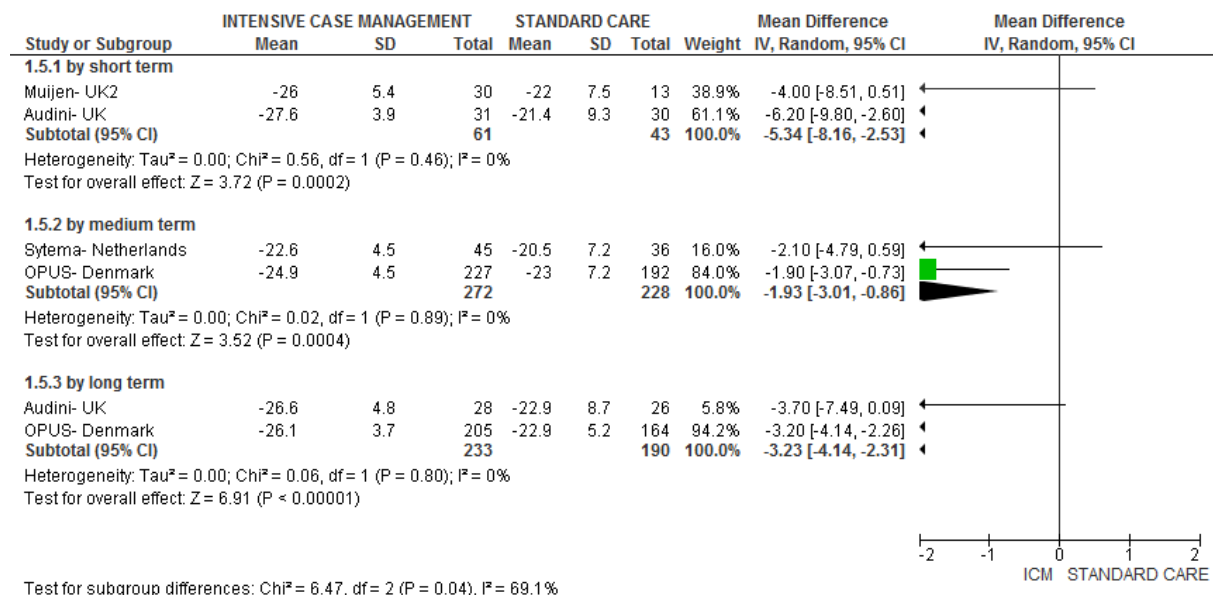 INTENSIVE CASE MANAGEMENT STANDARD CARE Mean Difference Mean Difference
Study or Subgroup Mean SD Total Mean SD Total Weight IV, Random, 95% CI IV, Random, 95% CI
1.5.1 by short term
Muijen- UK2 -26 5.4 30 -22 7.5 13 38.9% -4.00 [-8.51, 0.51]
Audini- UK -27.6 3.9 31 -21.4 9.3 30 61.1% -6.20 [-9.80, -2.60]
Subtotal (95% CI) 61 43 100.0% -5.34 [-8.16, -2.53]
Heterogeneity: Tau² = 0.00; Chi² = 0.56, df = 1 (P = 0.46); I² = 0%
Test for overall effect: Z = 3.72 (P = 0.0002)
1.5.2 by medium term
Sytema- Netherlands -22.6 4.5 45 -20.5 7.2 36 16.0% -2.10 [-4.79, 0.59]
OPUS- Denmark -24.9 4.5 227 -23 7.2 192 84.0% -1.90 [-3.07, -0.73]
Subtotal (95% CI) 272 228 100.0% -1.93 [-3.01, -0.86]
Heterogeneity: Tau² = 0.00; Chi² = 0.02, df = 1 (P = 0.89); I² = 0%
Test for overall effect: Z = 3.52 (P = 0.0004)
1.5.3 by long term
Audini- UK -26.6 4.8 28 -22.9 8.7 26 5.8% -3.70 [-7.49, 0.09]
OPUS- Denmark -26.1 3.7 205 -22.9 5.2 164 94.2% -3.20 [-4.14, -2.26]
Subtotal (95% CI) 233 190 100.0% -3.23 [-4.14, -2.31]
Heterogeneity: Tau² = 0.00; Chi² = 0.06, df = 1 (P = 0.80); I² = 0%
Test for overall effect: Z = 6.91 (P < 0.00001)
-2 -1 0 1 2
ICM STANDARD CARE
Test for subgroup differences: Chi² = 6.47, df = 2 (P = 0.04), I² = 69.1%